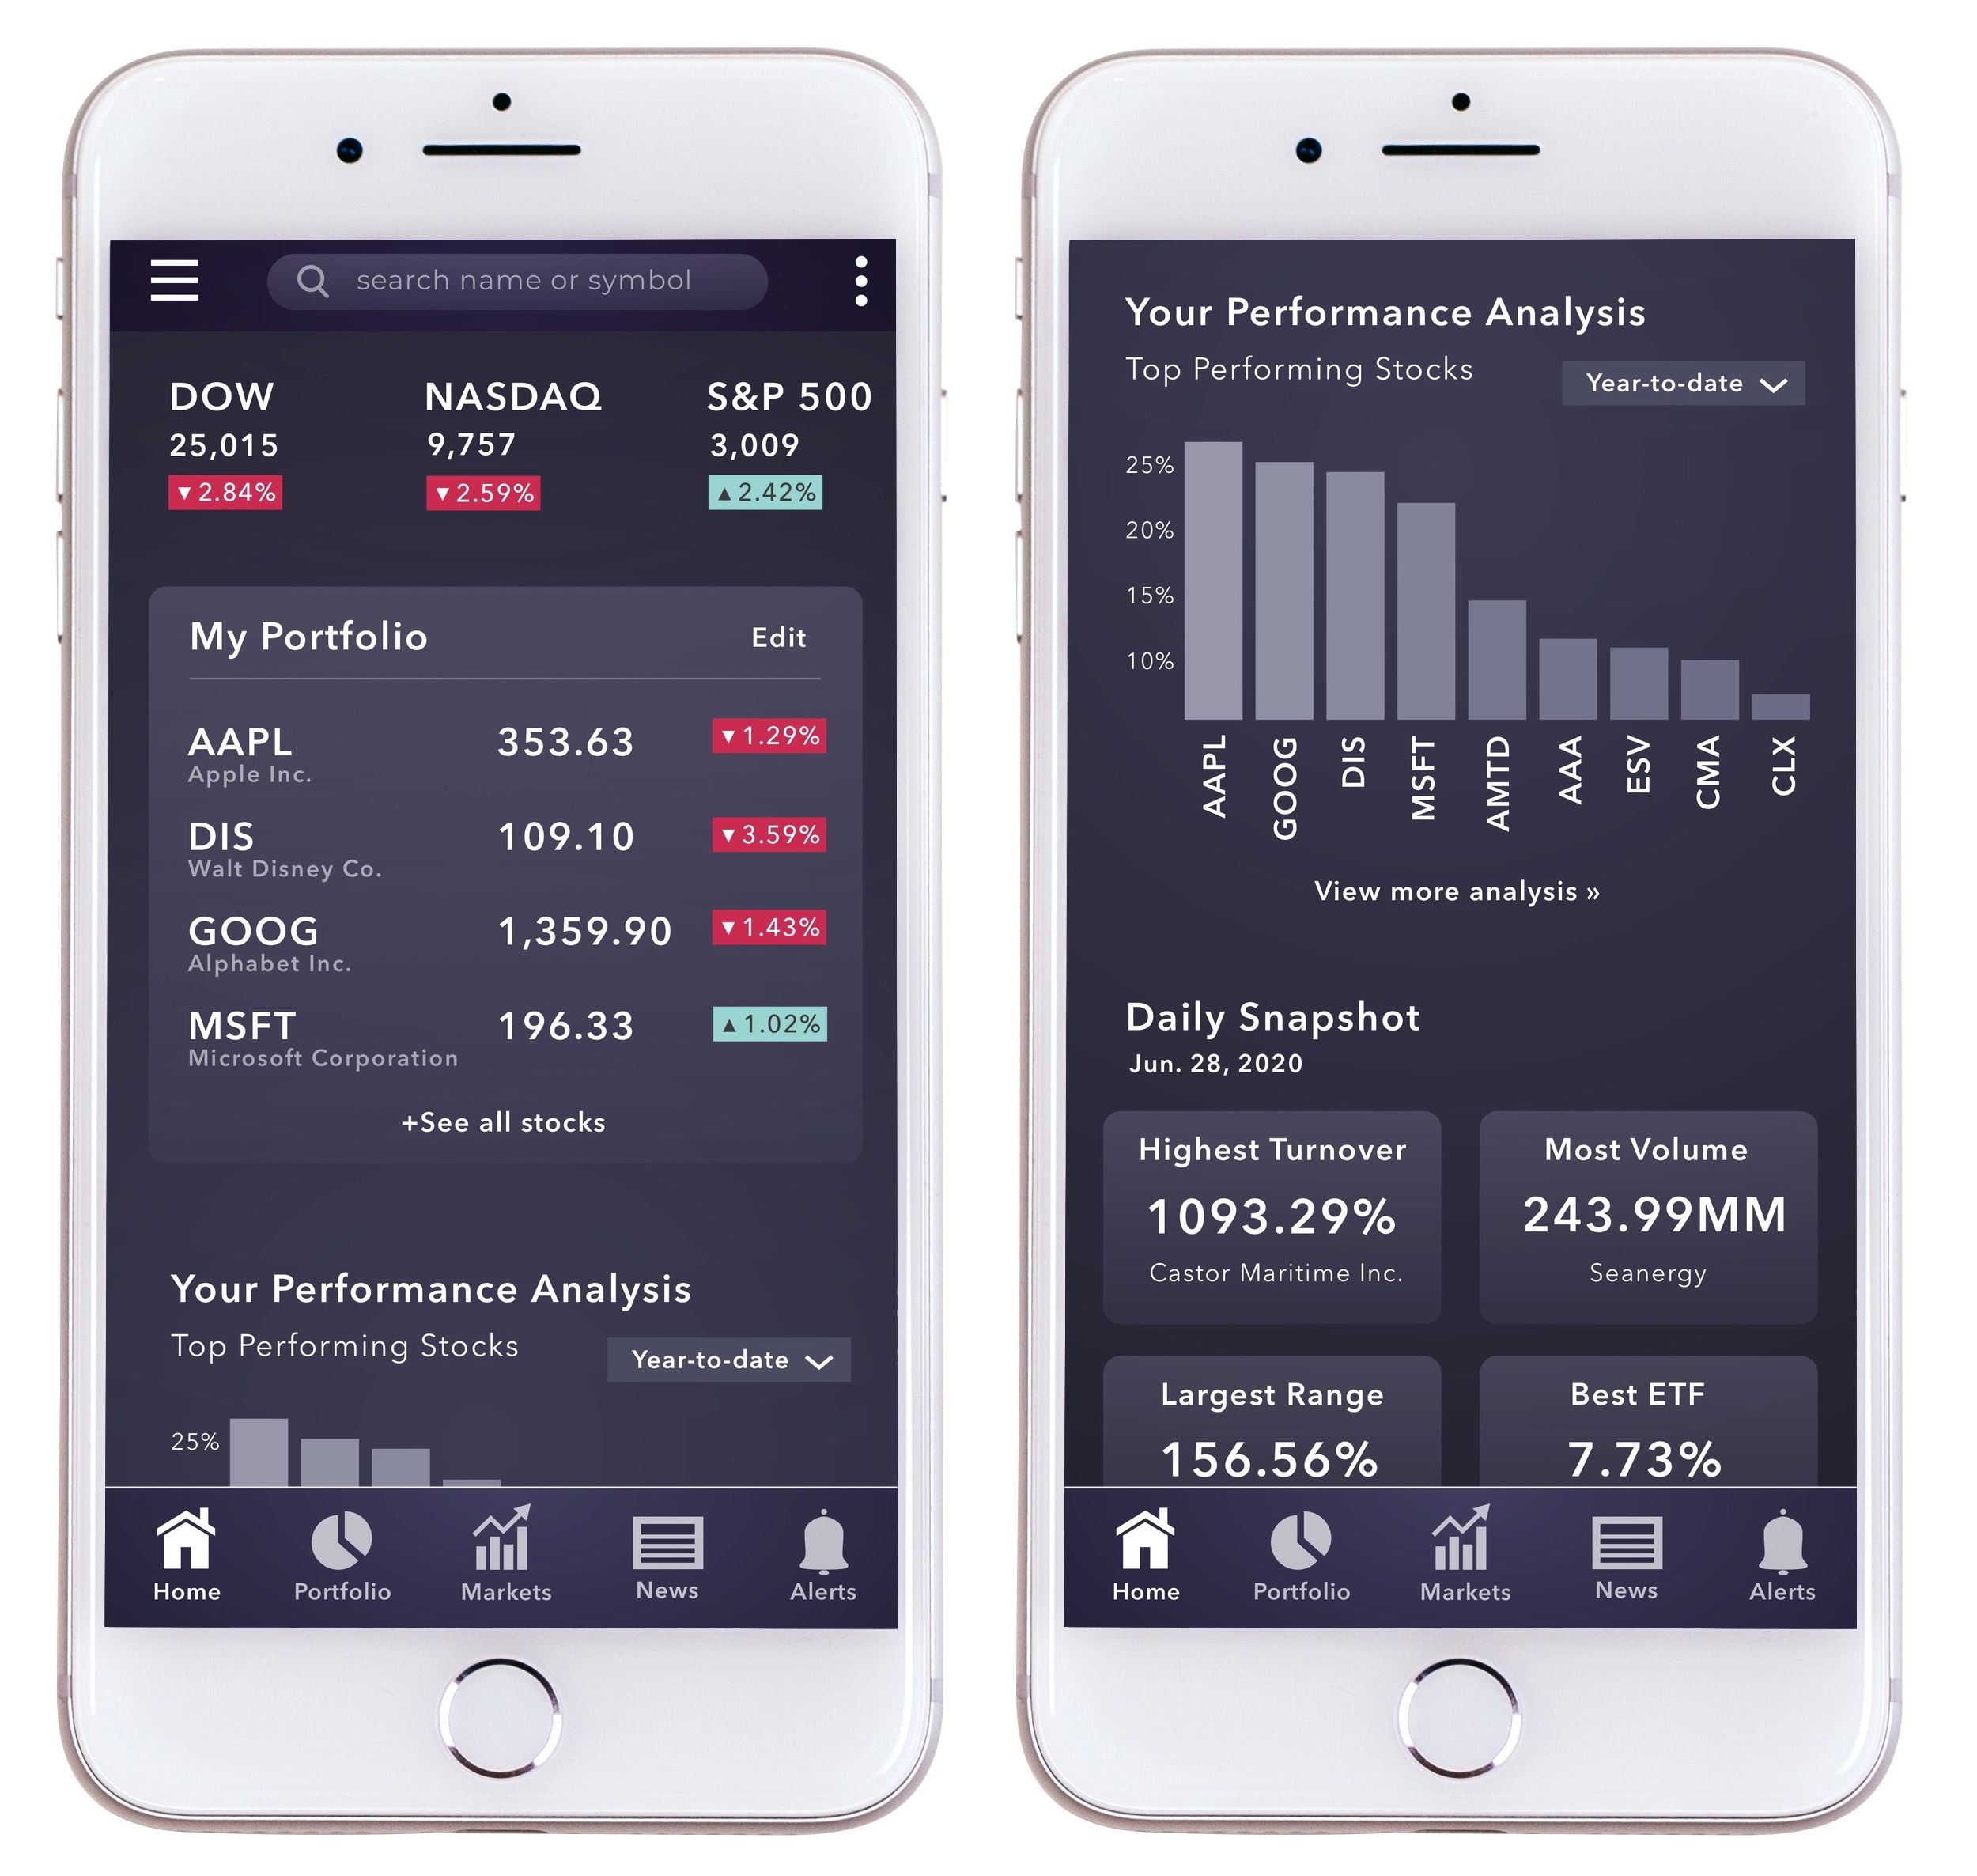 search name or symbol
DOW NASDAQ S&P 500
25,015 9,757 3,009
▼2.84% ▼2.59% ▲2.42%
My Portfolio Edit
AAPL 353.63 ▼1.29%
Apple Inc.
DIS 109.10 ▼3.59%
Walt Disney Co.
GOOG 1,359.90 ▼1.43%
Alphabet Inc.
MSFT 196.33 ▲1.02%
Microsoft Corporation
+See all stocks
Your Performance Analysis
Top Performing Stocks
Year-to-date
25%
Home Portfolio Markets News Alerts
Your Performance Analysis
Top Performing Stocks
Year-to-date
25%
20%
15%
10%
AAPL GOOG DIS MSFT AMTD AAA ESV CMA CLX
View more analysis »
Daily Snapshot
Jun. 28, 2020
Highest Turnover
1093.29%
Castor Maritime Inc.
Most Volume
243.99MM
Seanergy
Largest Range
156.56%
Best ETF
7.73%
Home Portfolio Markets News Alerts